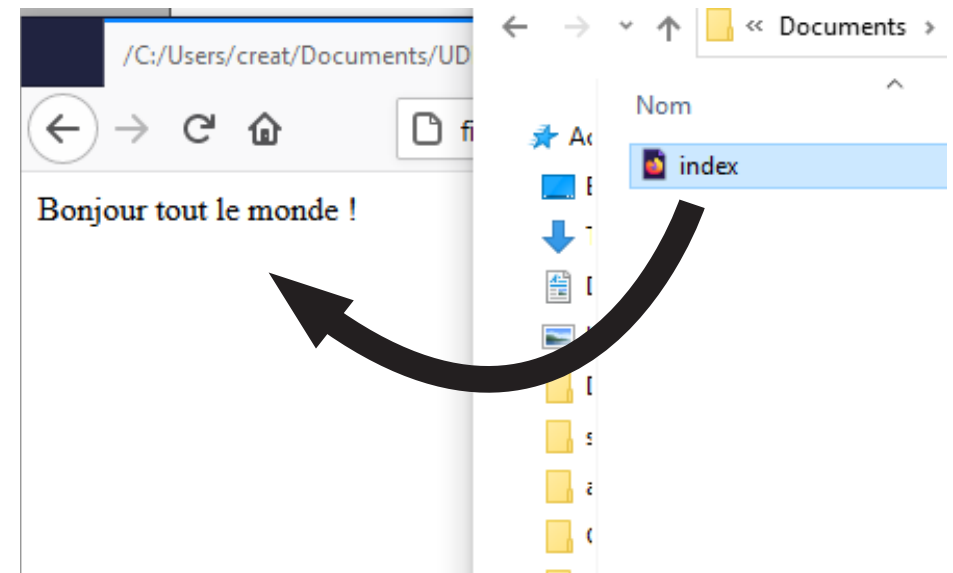 /C:/Users/creat/Documents/UD
Bonjour tout le monde !
« Documents >
Nom
index